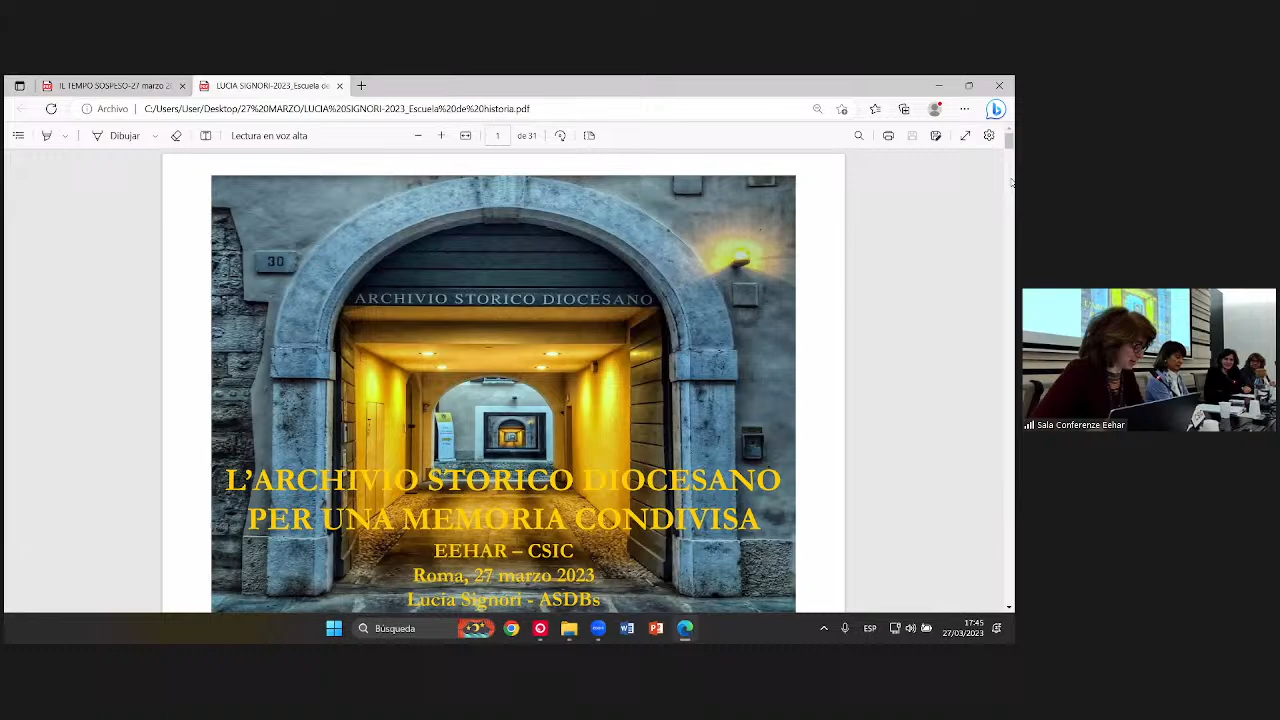 IL TEMPO SOSPESO-27 marzo 2
LUCIA SIGNORI-2023_Escuela de
Archivo
C:/Users/User/Desktop/27%20MARZO/LUCIA%20SIGNORI-2023_Escuela%20de%20historia.pdf
Dibujar
Lectura en voz alta
1
de 31
30
ARCHIVIO STORICO DIOCESANO
L’ARCHIVIO STORICO DIOCESANO
PER UNA MEMORIA CONDIVISA
EEHAR – CSIC
Roma, 27 marzo 2023
Lucia Signori - ASDBs
Sala Conferenze Eehar
Búsqueda
ESP
17:45
27/03/2023